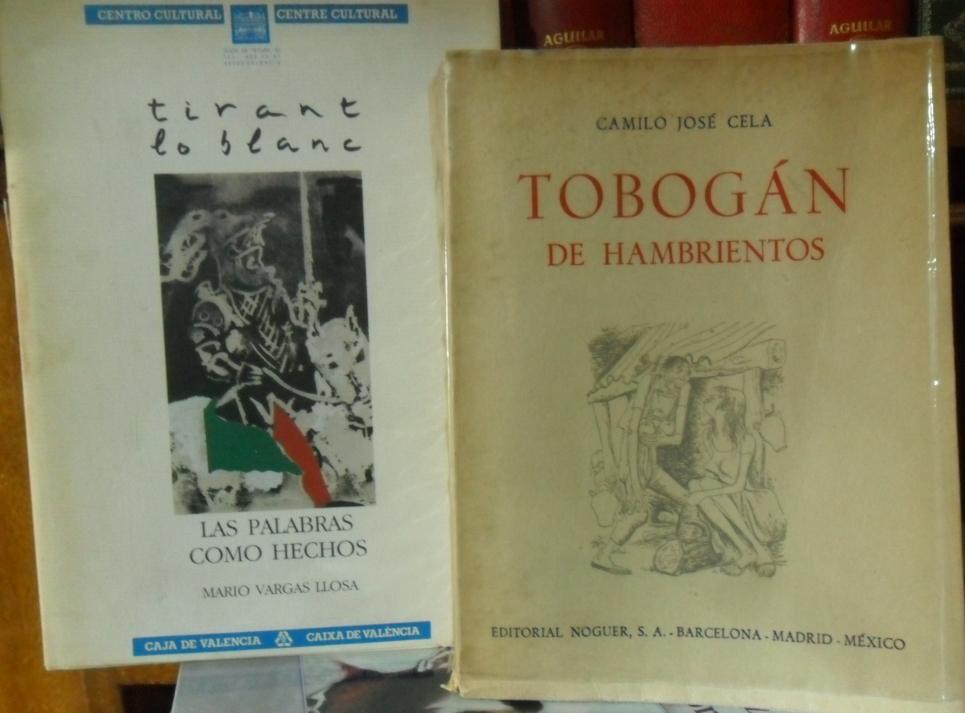 CENTRO CULTURAL
CENTRE CULTURAL
tirant
lo blanc
LAS PALABRAS
COMO HECHOS
MARIO VARGAS LLOSA
CAJA DE VALENCIA
CAIXA DE VALÈNCIA
AGUILAR
AGUILAR
CAMILO JOSÉ CELA
TOBOGÁN
DE HAMBRIENTOS
EDITORIAL NOGUER, S. A. - BARCELONA - MADRID - MÉXICO